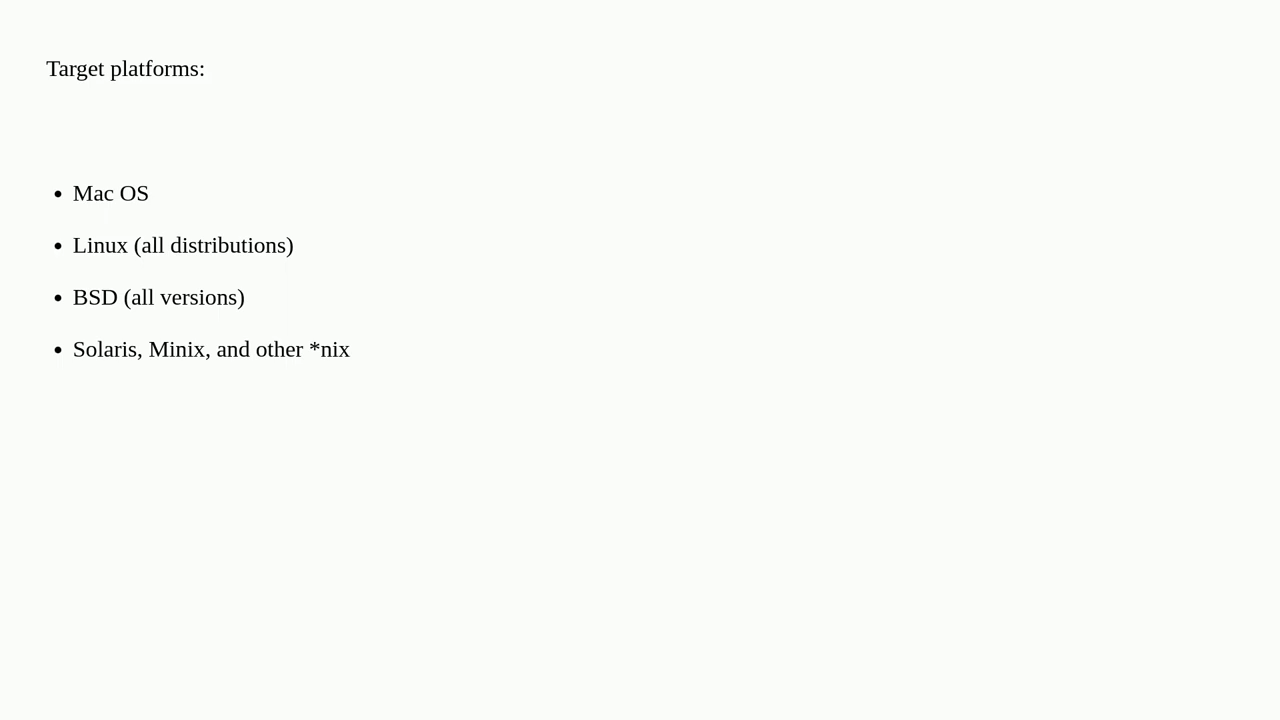 Target platforms:
• Mac OS
• Linux (all distributions)
• BSD (all versions)
• Solaris, Minix, and other *nix